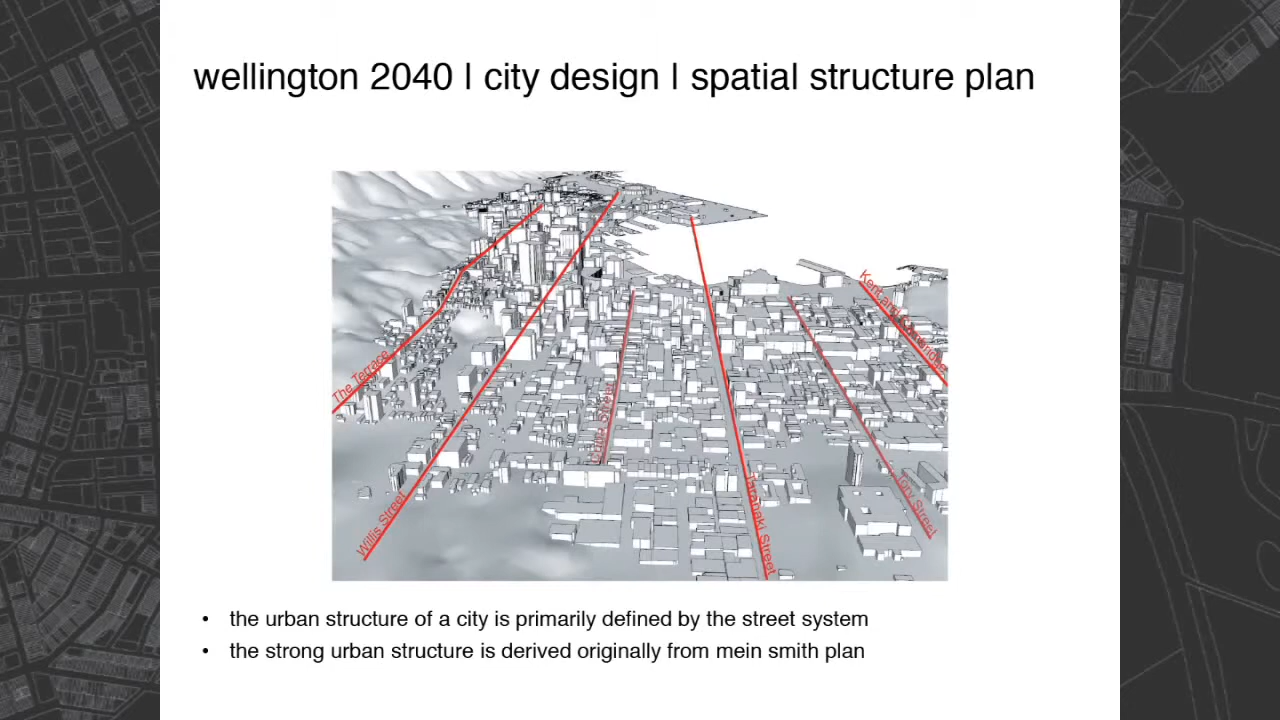 wellington 2040 l city design l spatial structure plan
The Terrace
Willis Street
Street
Taranaki Street
Tory Street
Kent and
• the urban structure of a city is primarily defined by the street system
• the strong urban structure is derived originally from mein smith plan